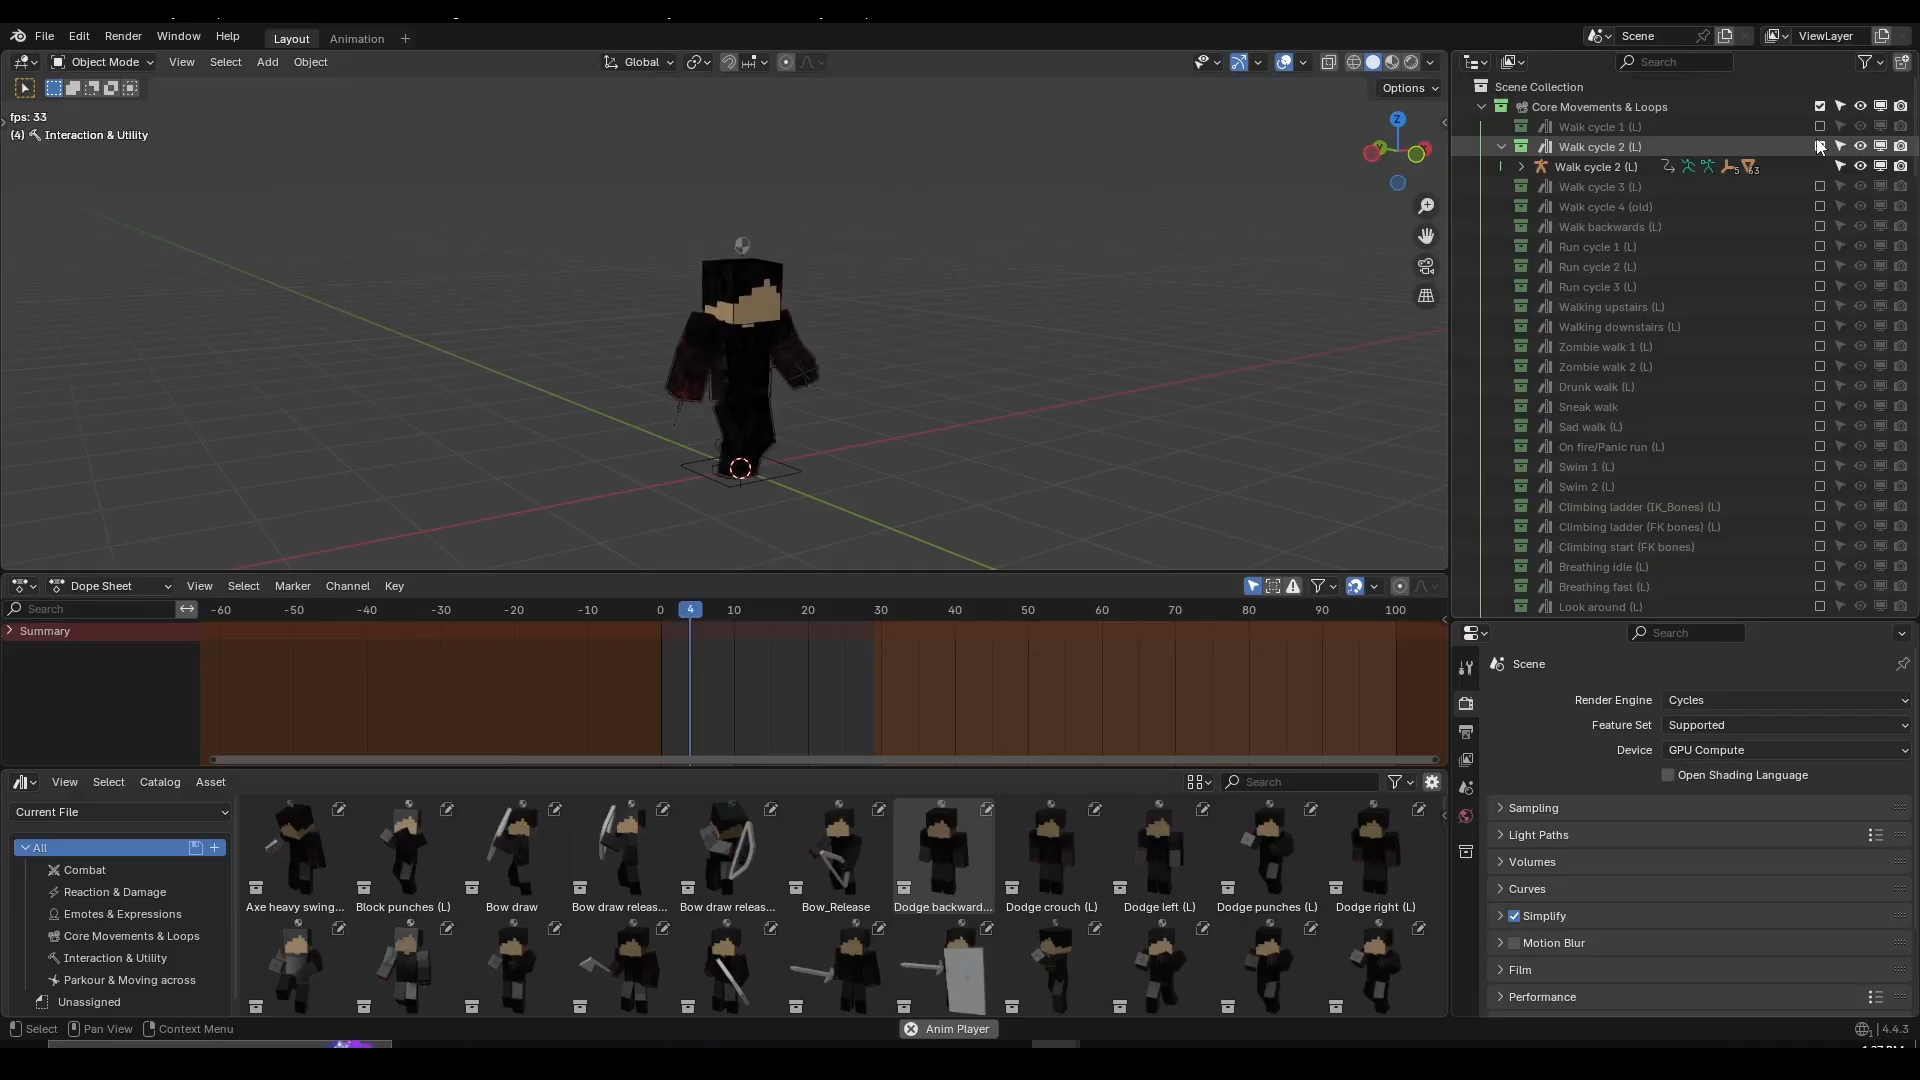 File Edit Render Window Help Layout Animation + Scene ViewLayer
Object Mode View Select Add Object Global
Options
fps: 33
(4) Interaction & Utility
Z
Y
Search
Scene Collection
Core Movements & Loops
Walk cycle 1 (L)
Walk cycle 2 (L)
Walk cycle 2 (L) 5 63
Walk cycle 3 (L)
Walk cycle 4 (old)
Walk backwards (L)
Run cycle 1 (L)
Run cycle 2 (L)
Run cycle 3 (L)
Walking upstairs (L)
Walking downstairs (L)
Zombie walk 1 (L)
Zombie walk 2 (L)
Drunk walk (L)
Sneak walk
Sad walk (L)
On fire/Panic run (L)
Swim 1 (L)
Swim 2 (L)
Climbing ladder (IK_Bones) (L)
Climbing ladder (FK bones) (L)
Climbing start (FK bones)
Breathing idle (L)
Breathing fast (L)
Look around (L)
Dope Sheet View Select Marker Channel Key
Search -60 -50 -40 -30 -20 -10 0 4 10 20 30 40 50 60 70 80 90 100
Summary
Search
Scene
Render Engine Cycles
Feature Set Supported
Device GPU Compute
Open Shading Language
Sampling
Light Paths
Volumes
Curves
Simplify
Motion Blur
Film
Performance
View Select Catalog Asset Search
Current File
All
Combat
Reaction & Damage
Emotes & Expressions
Core Movements & Loops
Interaction & Utility
Parkour & Moving across
Unassigned
Axe heavy swing... Block punches (L) Bow draw Bow draw releas... Bow draw releas... Bow_Release Dodge backward... Dodge crouch (L) Dodge left (L) Dodge punches (L) Dodge right (L)
Select Pan View Context Menu Anim Player 4.4.3